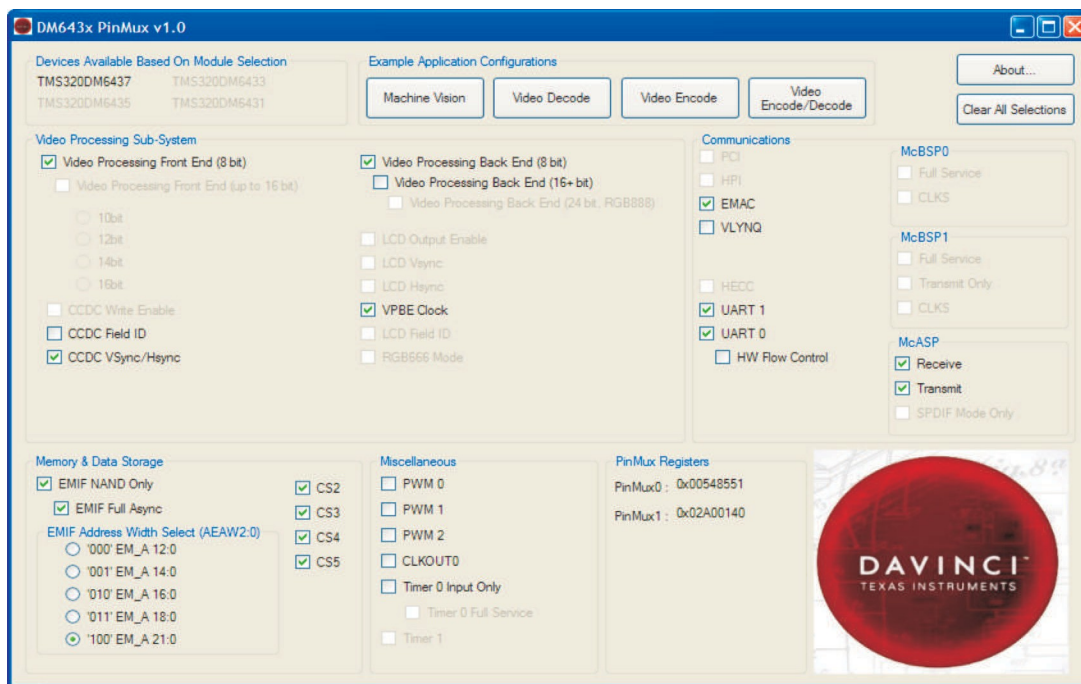 DM643x PinMux v1.0
Devices Available Based On Module Selection
TMS320DM6437 TMS320DM6433
TMS320DM6435 TMS320DM6431
Example Application Configurations
Machine Vision
Video Decode
Video Encode
Video
Encode/Decode
About...
Clear All Selections
Video Processing Sub-System
Video Processing Front End (8 bit)
Video Processing Front End (up to 16 bit)
10bit
12bit
14bit
16bit
CCDC Write Enable
CCDC Field ID
CCDC VSync/Hsync
Video Processing Back End (8 bit)
Video Processing Back End (16+ bit)
Video Processing Back End (24 bit, RGB888)
LCD Output Enable
LCD Vsync
LCD Hsync
VPBE Clock
LCD Field ID
RGB666 Mode
Communications
PCI
HPI
EMAC
VLYNQ
HECC
UART 1
UART 0
HW Flow Control
McBSP0
Full Service
CLKS
McBSP1
Full Service
Transmit Only
CLKS
McASP
Receive
Transmit
SPDIF Mode Only
Memory & Data Storage
EMIF NAND Only
EMIF Full Async
EMIF Address Width Select (AEAW2:0)
'000' EM_A 12:0
'001' EM_A 14:0
'010' EM_A 16:0
'011' EM_A 18:0
'100' EM_A 21:0
CS2
CS3
CS4
CS5
Miscellaneous
PWM 0
PWM 1
PWM 2
CLKOUT0
Timer 0 Input Only
Timer 0 Full Service
Timer 1
PinMux Registers
PinMux0 : 0x00548551
PinMux1 : 0x02A00140
DAVINCI™
TEXAS INSTRUMENTS